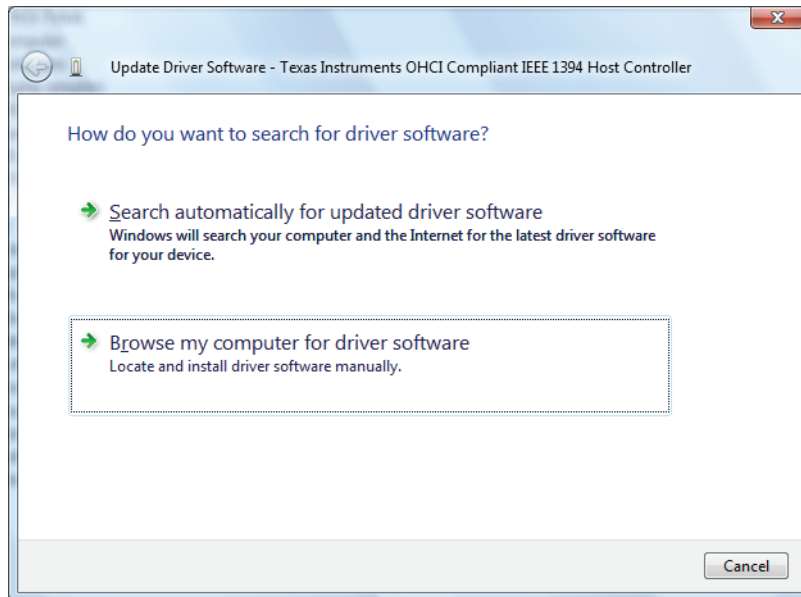 Update Driver Software - Texas Instruments OHCI Compliant IEEE 1394 Host Controller
How do you want to search for driver software?
Search automatically for updated driver software
Windows will search your computer and the Internet for the latest driver software
for your device.
Browse my computer for driver software
Locate and install driver software manually.
Cancel